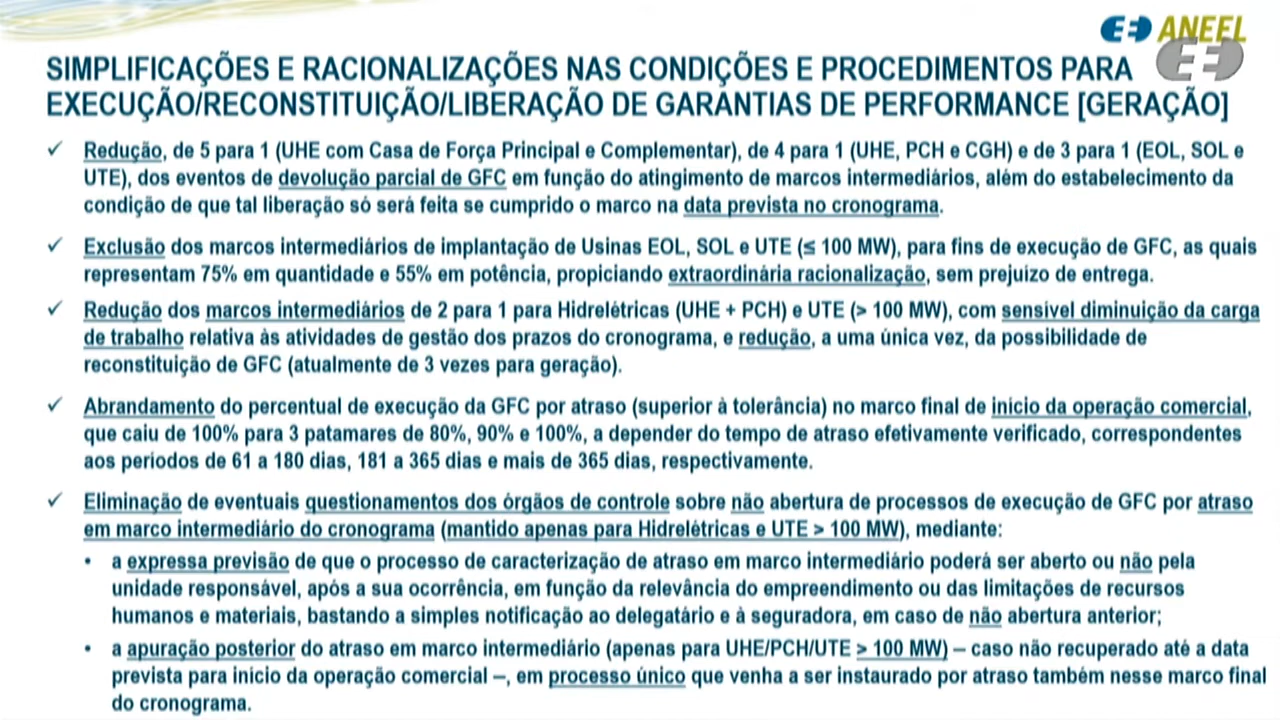 ANEEL
SIMPLIFICAÇÕES E RACIONALIZAÇÕES NAS CONDIÇÕES E PROCEDIMENTOS PARA
EXECUÇÃO/RECONSTITUIÇÃO/LIBERAÇÃO DE GARANTIAS DE PERFORMANCE [GERAÇÃO]
✓ Redução, de 5 para 1 (UHE com Casa de Força Principal e Complementar), de 4 para 1 (UHE, PCH e CGH) e de 3 para 1 (EOL, SOL e
UTE), dos eventos de devolução parcial de GFC em função do atingimento de marcos intermediários, além do estabelecimento da
condição de que tal liberação só será feita se cumprido o marco na data prevista no cronograma.
✓ Exclusão dos marcos intermediários de implantação de Usinas EOL, SOL e UTE (≤ 100 MW), para fins de execução de GFC, as quais
representam 75% em quantidade e 55% em potência, propiciando extraordinária racionalização, sem prejuízo de entrega.
✓ Redução dos marcos intermediários de 2 para 1 para Hidrelétricas (UHE + PCH) e UTE (> 100 MW), com sensível diminuição da carga
de trabalho relativa às atividades de gestão dos prazos do cronograma, e redução, a uma única vez, da possibilidade de
reconstituição de GFC (atualmente de 3 vezes para geração).
✓ Abrandamento do percentual de execução da GFC por atraso (superior à tolerância) no marco final de início da operação comercial,
que caiu de 100% para 3 patamares de 80%, 90% e 100%, a depender do tempo de atraso efetivamente verificado, correspondentes
aos períodos de 61 a 180 dias, 181 a 365 dias e mais de 365 dias, respectivamente.
✓ Eliminação de eventuais questionamentos dos órgãos de controle sobre não abertura de processos de execução de GFC por atraso
em marco intermediário do cronograma (mantido apenas para Hidrelétricas e UTE > 100 MW), mediante:
• a expressa previsão de que o processo de caracterização de atraso em marco intermediário poderá ser aberto ou não pela
unidade responsável, após a sua ocorrência, em função da relevância do empreendimento ou das limitações de recursos
humanos e materiais, bastando a simples notificação ao delegatário e à seguradora, em caso de não abertura anterior;
• a apuração posterior do atraso em marco intermediário (apenas para UHE/PCH/UTE > 100 MW) – caso não recuperado até a data
prevista para início da operação comercial –, em processo único que venha a ser instaurado por atraso também nesse marco final
do cronograma.